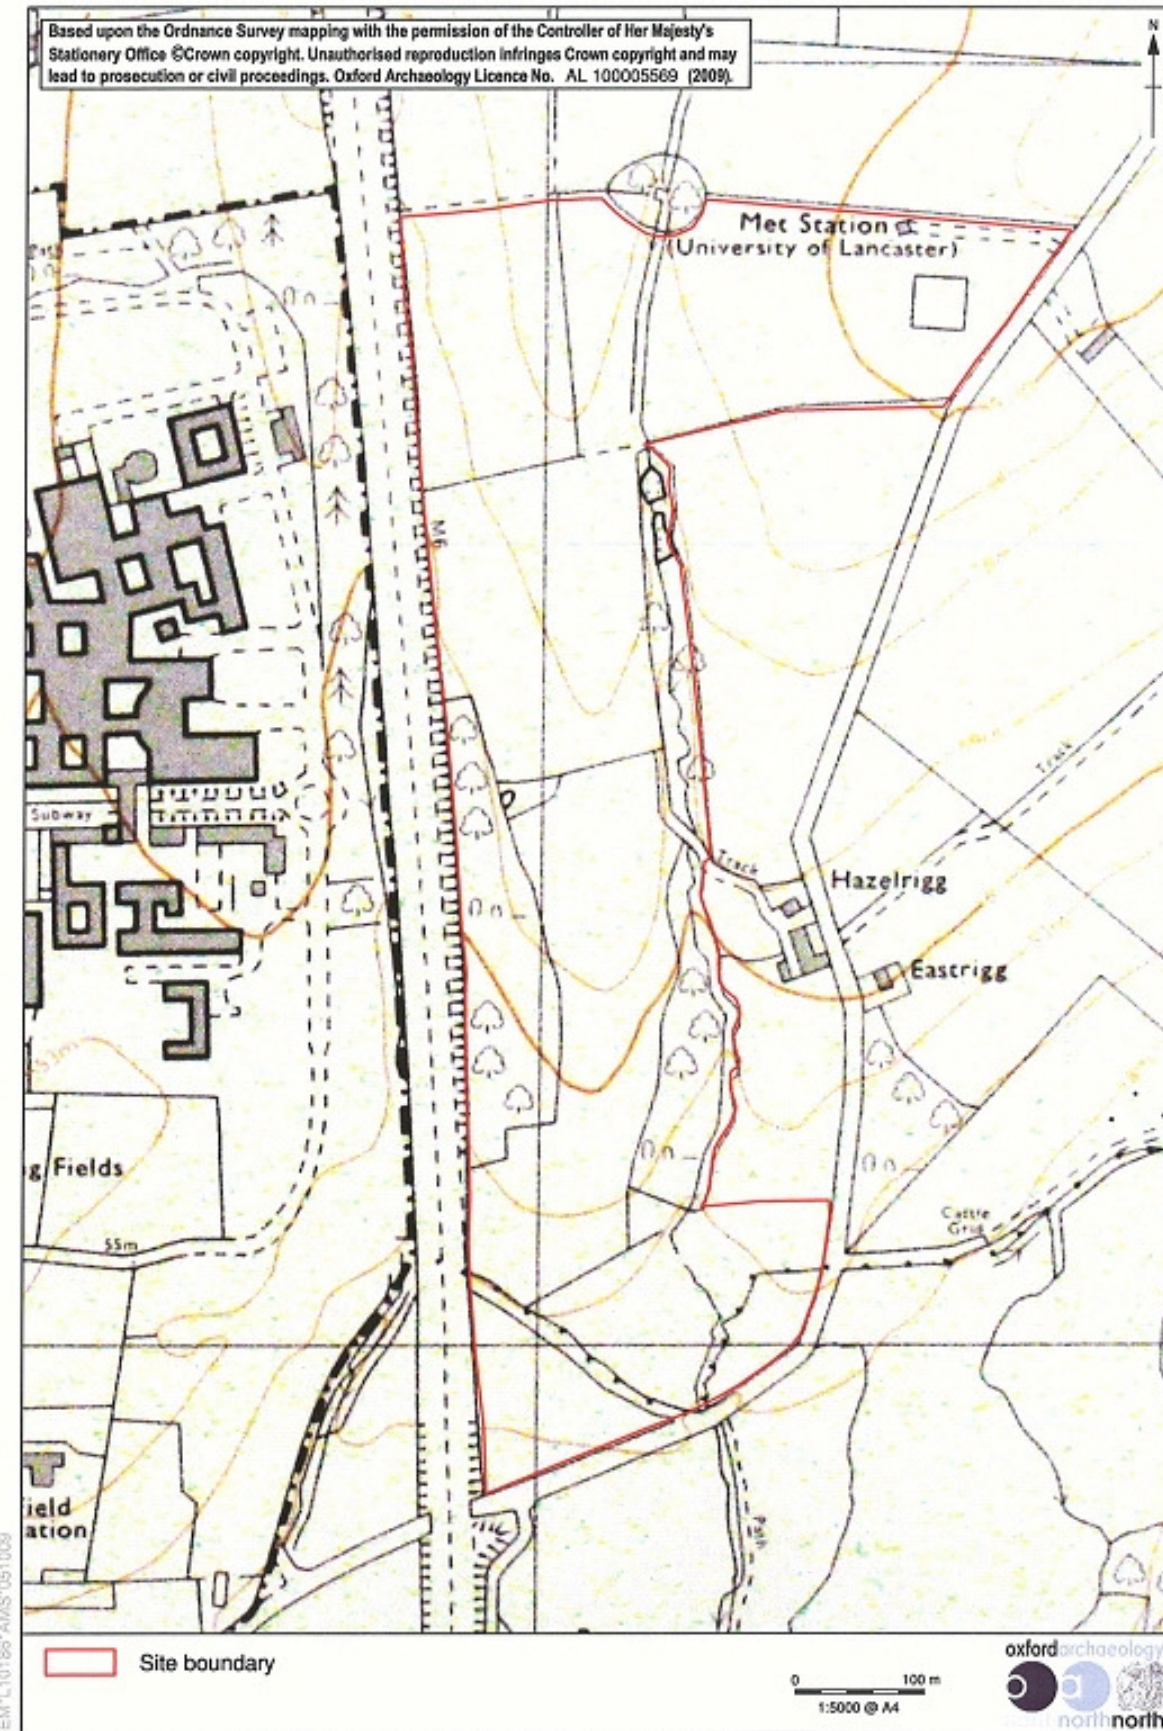 Based upon the Ordnance Survey mapping with the permission of the Controller of Her Majesty's
Stationery Office ©Crown copyright. Unauthorised reproduction infringes Crown copyright and may
lead to prosecution or civil proceedings. Oxford Archaeology Licence No. AL 100005569 (2009).
N
Met Station
(University of Lancaster)
M6
Track
Subway
Track
Hazelrigg
Eastrigg
g Fields
Cattle
Grid
55m
ield
ation
Path
Site boundary
0 100 m
1:5000 @ A4
oxfordarchaeology
northnorth